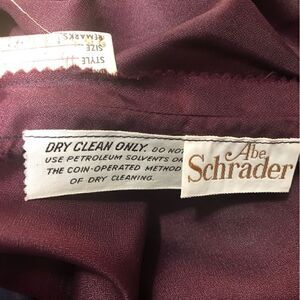 REMARKS
SIZE
STYLE
DRY CLEAN ONLY. DO NOT
USE PETROLEUM SOLVENTS OR
THE COIN-OPERATED METHOD
OF DRY CLEANING.
Abe
Schrader